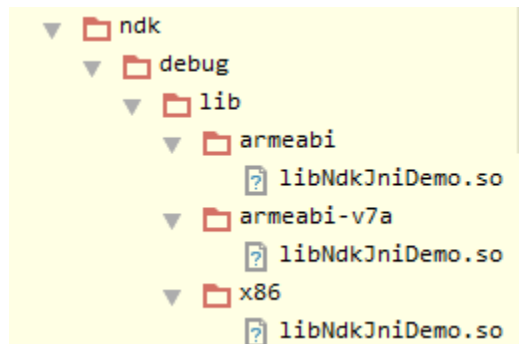 ndk
debug
lib
armeabi
libNdkJniDemo.so
armeabi-v7a
libNdkJniDemo.so
x86
libNdkJniDemo.so